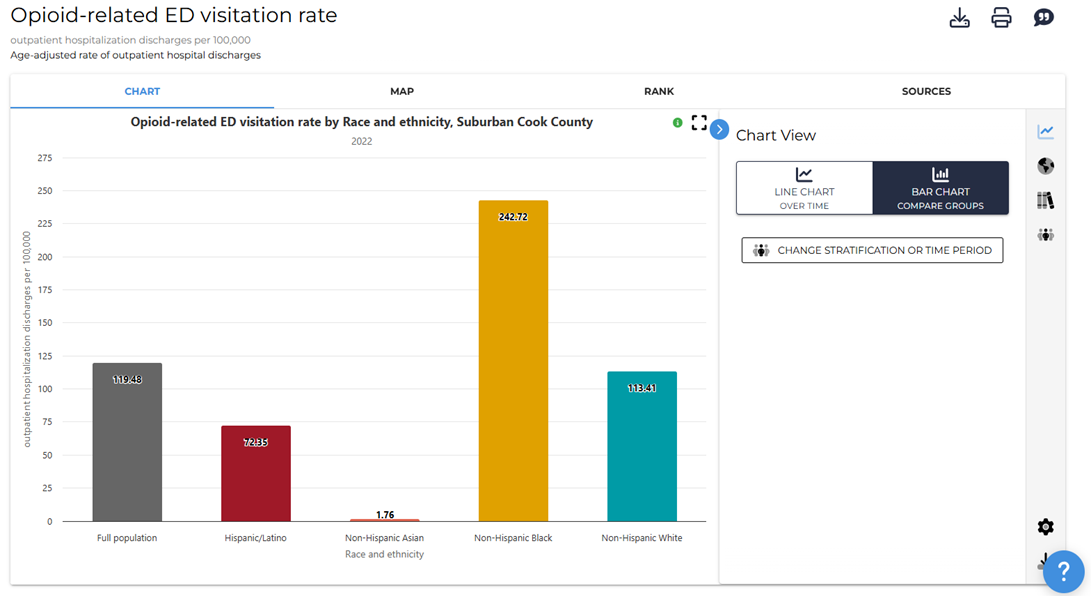 Opioid-related ED visitation rate
outpatient hospitalization discharges per 100,000
Age-adjusted rate of outpatient hospital discharges
CHART
MAP
RANK
SOURCES
Opioid-related ED visitation rate by Race and ethnicity, Suburban Cook County
2022
outpatient hospitalization discharges per 100,000
275
250
225
200
175
150
125
100
75
50
25
0
119.48
72.35
1.76
242.72
113.41
Full population
Hispanic/Latino
Non-Hispanic Asian
Non-Hispanic Black
Non-Hispanic White
Race and ethnicity
Chart View
LINE CHART
OVER TIME
BAR CHART
COMPARE GROUPS
CHANGE STRATIFICATION OR TIME PERIOD
?